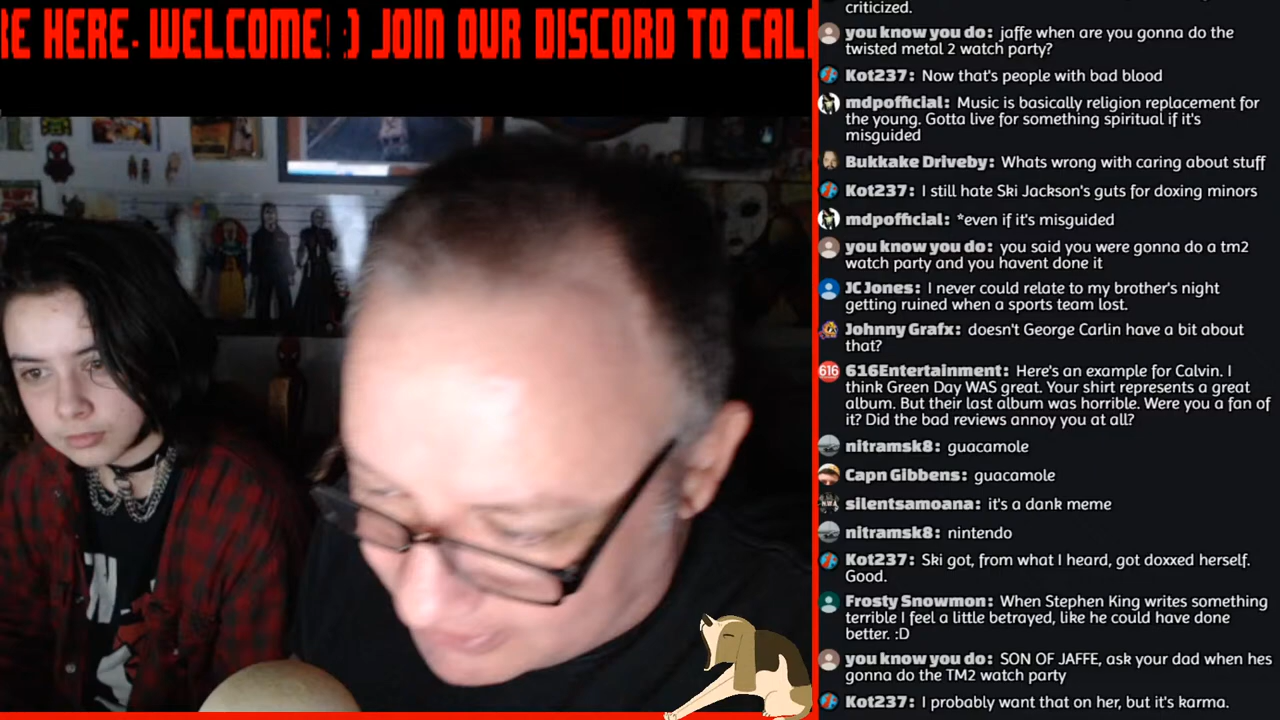 RE HERE. WELCOME! :) JOIN OUR DISCORD TO CALL
criticized.
you know you do: jaffe when are you gonna do the
twisted metal 2 watch party?
Kot237: Now that's people with bad blood
mdpofficial: Music is basically religion replacement for
the young. Gotta live for something spiritual if it's
misguided
Bukkake Driveby: Whats wrong with caring about stuff
Kot237: I still hate Ski Jackson's guts for doxing minors
mdpofficial: *even if it's misguided
you know you do: you said you were gonna do a tm2
watch party and you havent done it
JC Jones: I never could relate to my brother's night
getting ruined when a sports team lost.
Johnny Grafx: doesn't George Carlin have a bit about
that?
616
616Entertainment: Here's an example for Calvin. I
think Green Day WAS great. Your shirt represents a great
album. But their last album was horrible. Were you a fan of
it? Did the bad reviews annoy you at all?
nitramsk8: guacamole
Capn Gibbens: guacamole
silentsamoana: it's a dank meme
nitramsk8: nintendo
Kot237: Ski got, from what I heard, got doxxed herself.
Good.
Frosty Snowmon: When Stephen King writes something
terrible I feel a little betrayed, like he could have done
better. :D
you know you do: SON OF JAFFE, ask your dad when hes
gonna do the TM2 watch party
Kot237: I probably want that on her, but it's karma.